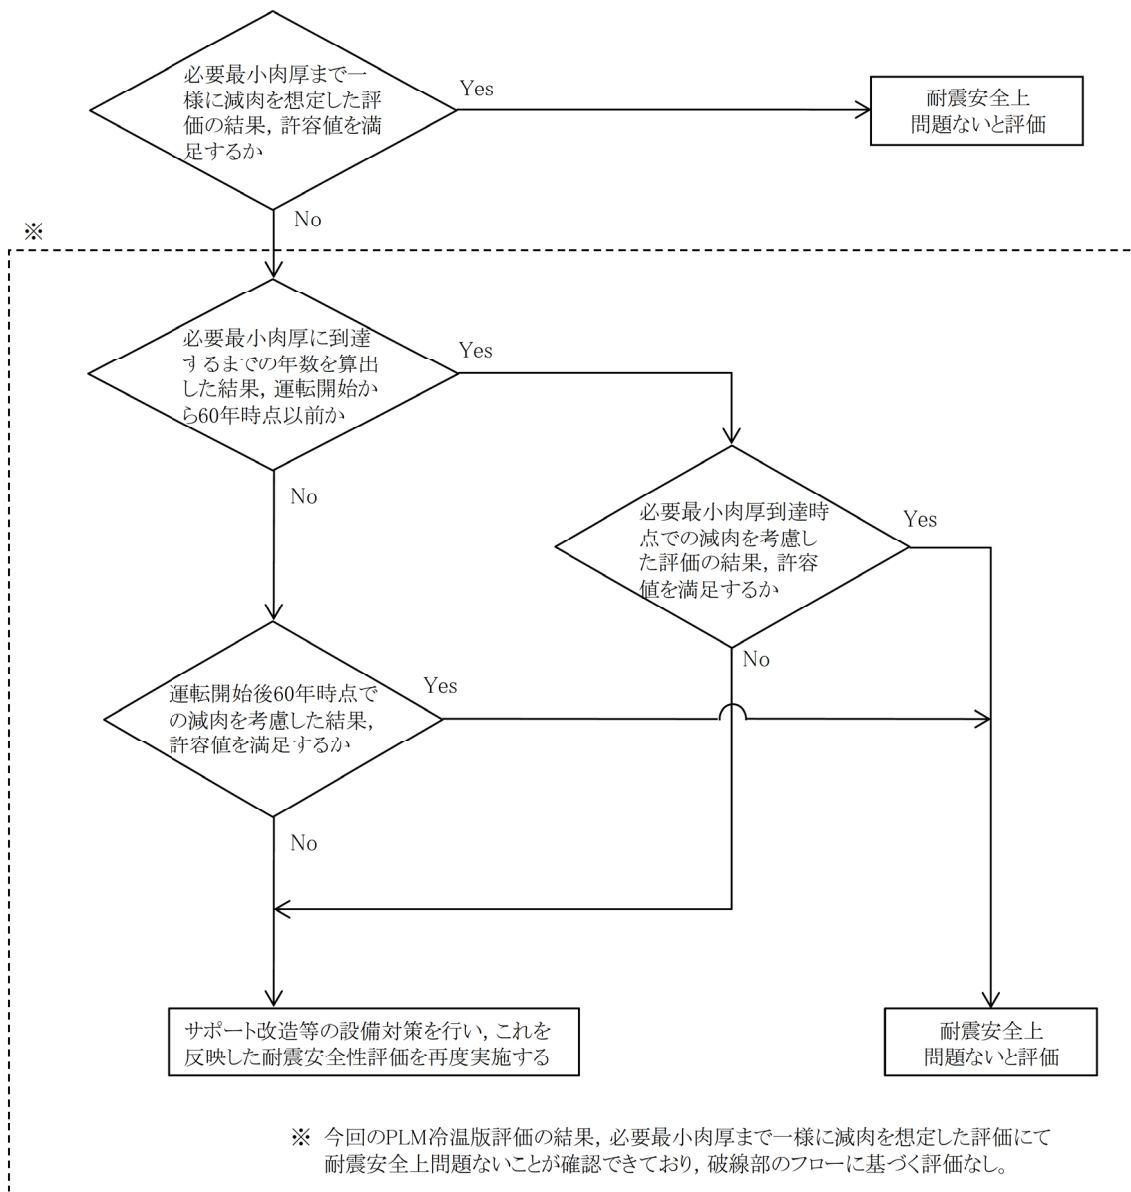 必要最小肉厚まで一
様に減肉を想定した評
価の結果，許容値を満
足するか
Yes
耐震安全上
問題ないと評価
No
※
必要最小肉厚に到達
するまでの年数を算出
した結果，運転開始か
ら60年時点以前か
Yes
No
必要最小肉厚到達時
点での減肉を考慮し
た評価の結果，許容
値を満足するか
Yes
No
運転開始後60年時点で
の減肉を考慮した結果，
許容値を満足するか
Yes
No
サポート改造等の設備対策を行い，これを
反映した耐震安全性評価を再度実施する
耐震安全上
問題ないと評価
※ 今回のPLM冷温版評価の結果，必要最小肉厚まで一様に減肉を想定した評価にて
耐震安全上問題ないことが確認できており，破線部のフローに基づく評価なし。